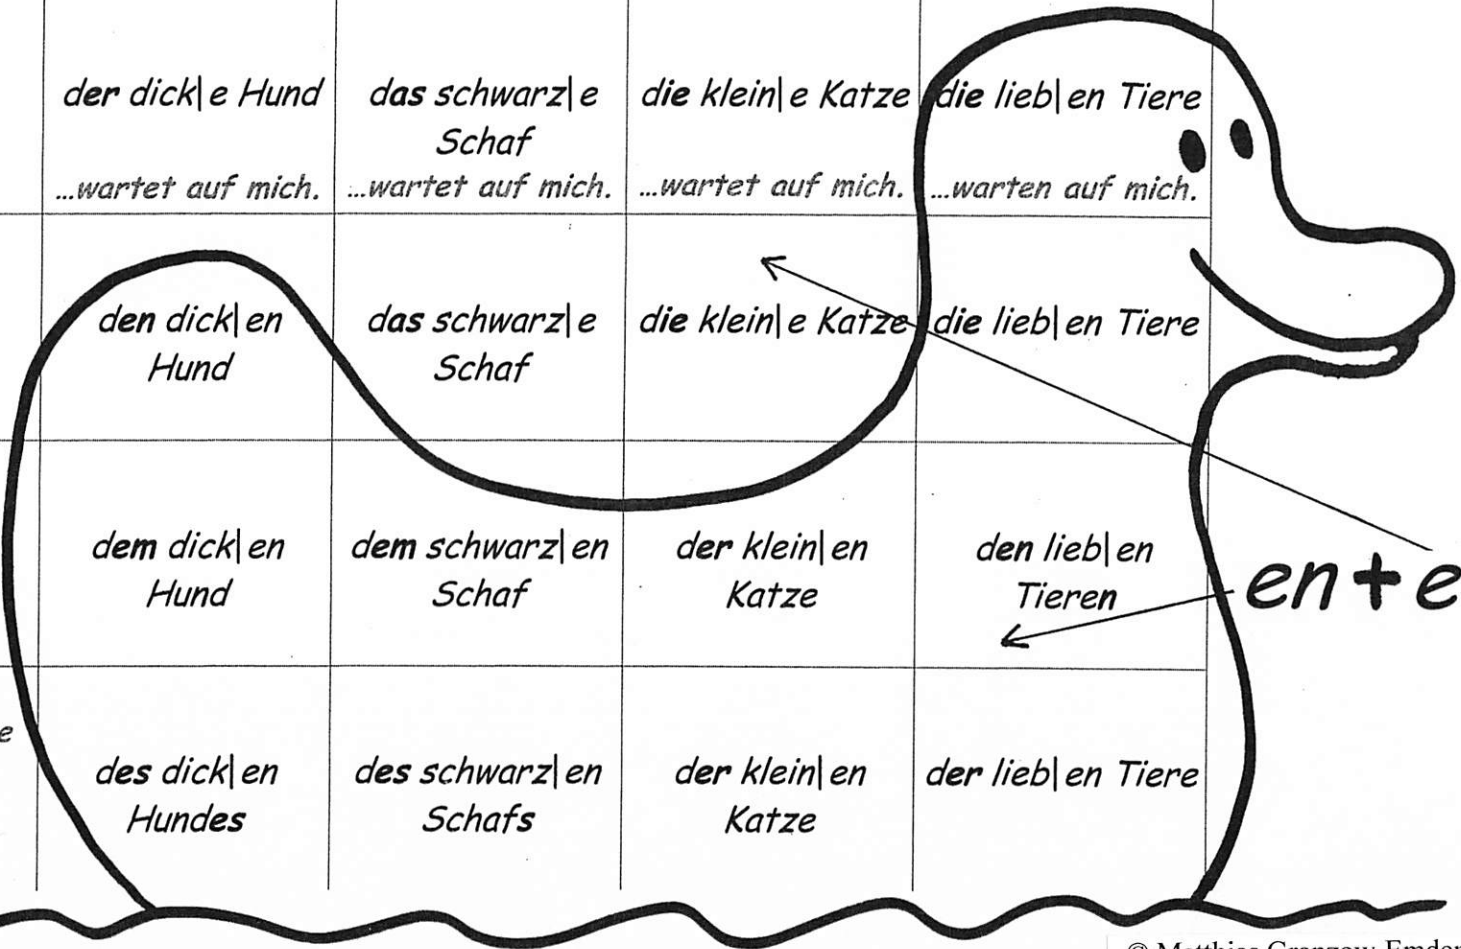 der dick|e Hund
...wartet auf mich.
das schwarz|e
Schaf
...wartet auf mich.
die klein|e Katze
...wartet auf mich.
die lieb|en Tiere
...warten auf mich.
den dick|en
Hund
das schwarz|e
Schaf
die klein|e Katze
die lieb|en Tiere
dem dick|en
Hund
dem schwarz|en
Schaf
der klein|en
Katze
den lieb|en
Tieren
en+e
e
des dick|en
Hundes
des schwarz|en
Schafs
der klein|en
Katze
der lieb|en Tiere
© Matthias